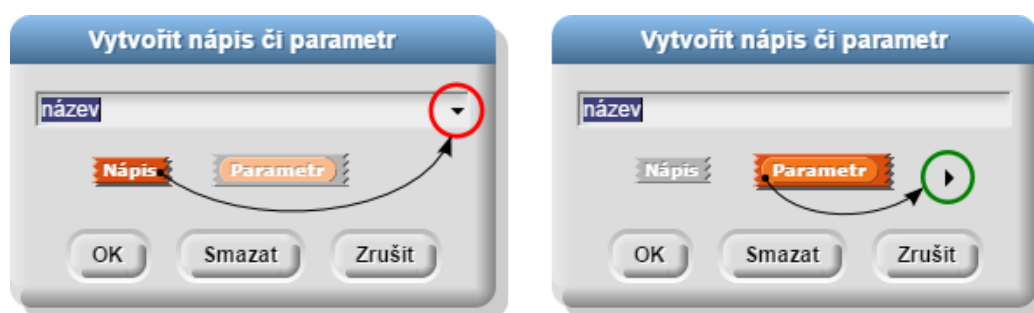 Vytvořit nápis či parametr
název
Nápis Parametr
OK Smazat Zrušit
Vytvořit nápis či parametr
název
Nápis Parametr
OK Smazat Zrušit